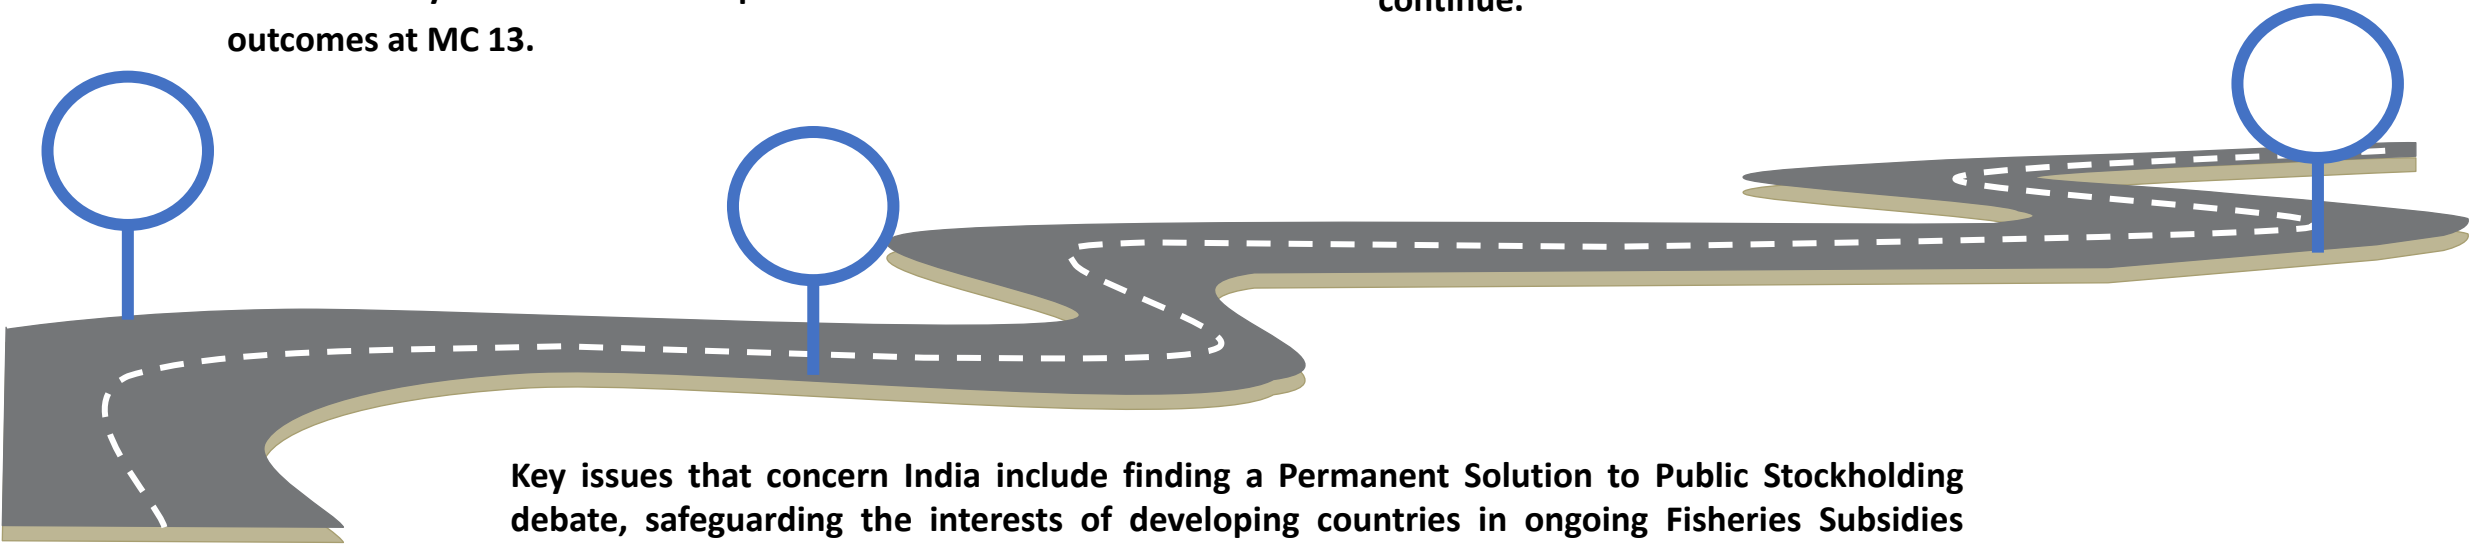 outcomes at MC 13.
continue.
Key issues that concern India include finding a Permanent Solution to Public Stockholding
debate, safeguarding the interests of developing countries in ongoing Fisheries Subsidies